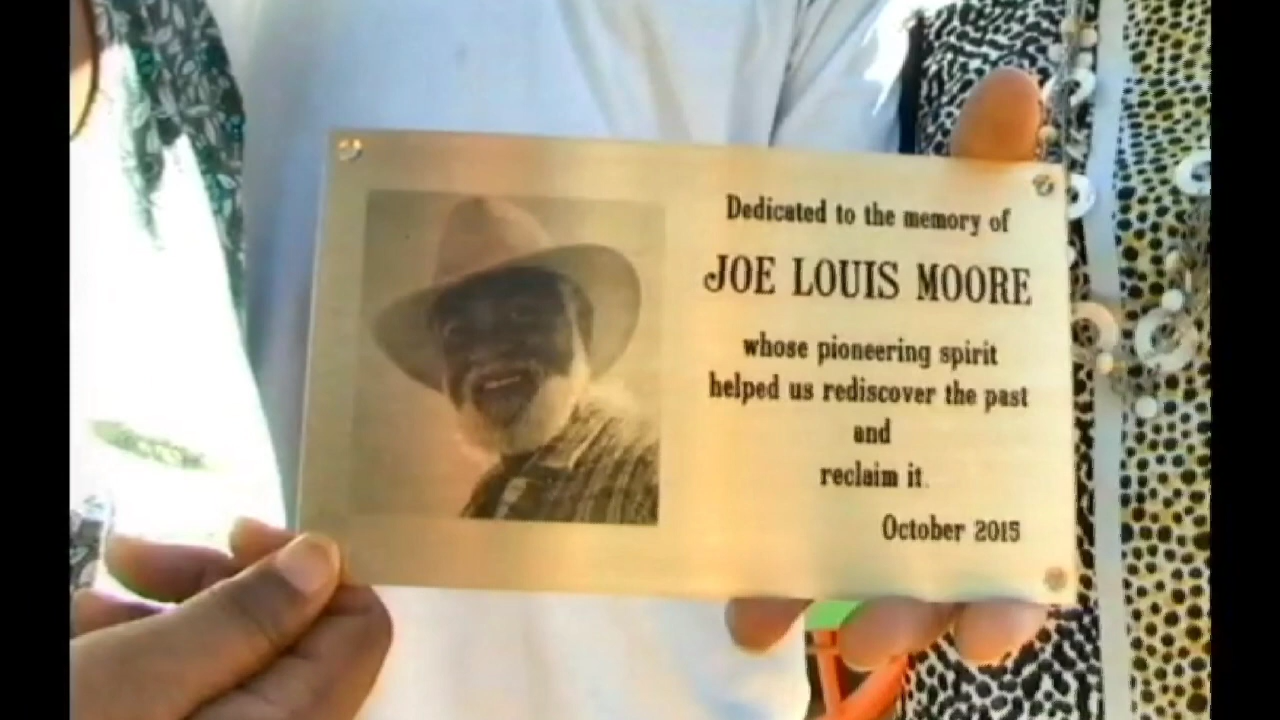 Dedicated to the memory of
JOE LOUIS MOORE
whose pioneering spirit
helped us rediscover the past
and
reclaim it.
October 2015